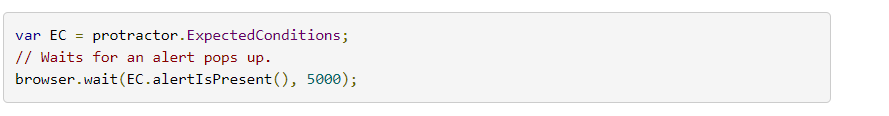 var EC = protractor.ExpectedConditions;
// Waits for an alert pops up.
browser.wait(EC.alertIsPresent(), 5000);